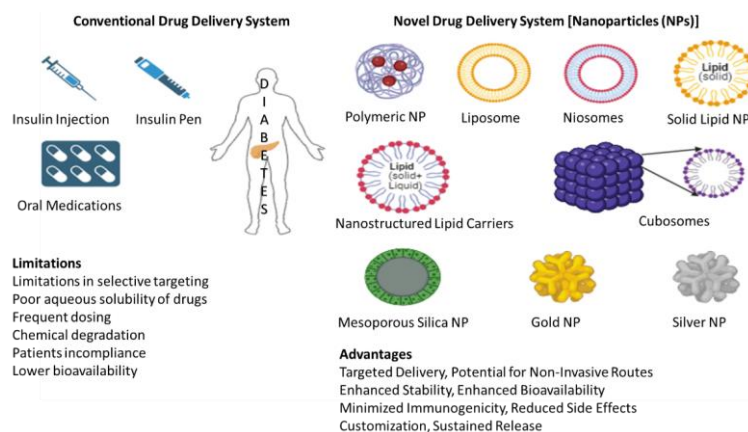 Conventional Drug Delivery System
Insulin Injection
Insulin Pen
Oral Medications
DIABETES
Limitations
Limitations in selective targeting
Poor aqueous solubility of drugs
Frequent dosing
Chemical degradation
Patients incompliance
Lower bioavailability
Novel Drug Delivery System [Nanoparticles (NPs)]
Polymeric NP
Liposome
Niosomes
Lipid
(solid)
Solid Lipid NP
Lipid
(solid+
Liquid)
Nanostructured Lipid Carriers
Cubosomes
Mesoporous Silica NP
Gold NP
Silver NP
Advantages
Targeted Delivery, Potential for Non-Invasive Routes
Enhanced Stability, Enhanced Bioavailability
Minimized Immunogenicity, Reduced Side Effects
Customization, Sustained Release